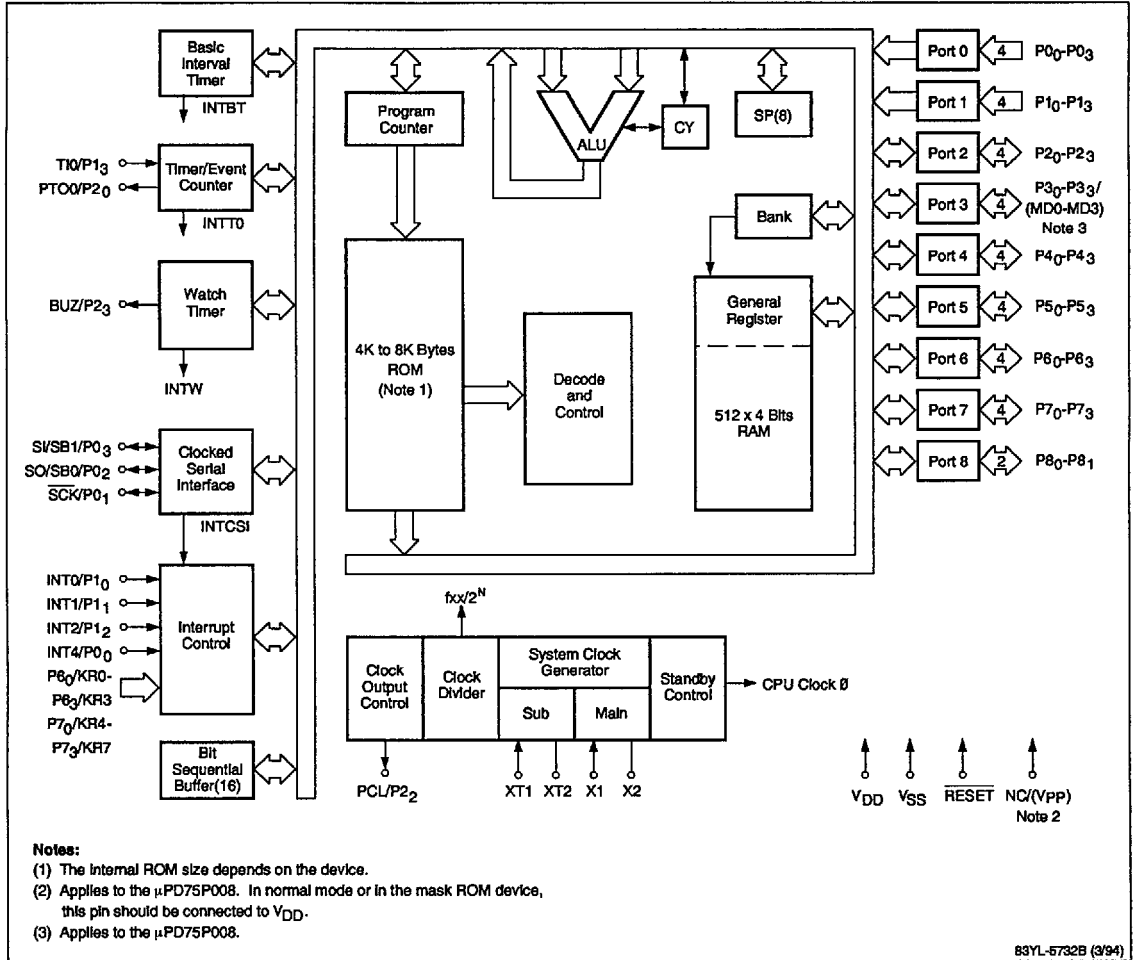 Basic
Interval
Timer
INTBT
TI0/P13
PTO0/P20
Timer/Event
Counter
INTT0
BUZ/P23
Watch
Timer
INTW
SI/SB1/P03
SO/SB0/P02
SCK/P01
Clocked
Serial
Interface
INTCSI
INT0/P10
INT1/P11
INT2/P12
INT4/P00
P60/KR0-
P63/KR3
P70/KR4-
P73/KR7
Interrupt
Control
Bit
Sequential
Buffer(16)
Program
Counter
ALU
CY
SP(8)
Bank
General
Register
512 x 4 Bits
RAM
4K to 8K Bytes
ROM
(Note 1)
Decode
and
Control
Port 0 4 P00-P03
Port 1 4 P10-P13
Port 2 4 P20-P23
Port 3 4 P30-P33/
(MD0-MD3)
Note 3
Port 4 4 P40-P43
Port 5 4 P50-P53
Port 6 4 P60-P63
Port 7 4 P70-P73
Port 8 2 P80-P81
fxx/2N
Clock
Output
Control
Clock
Divider
System Clock
Generator
Sub
Main
Standby
Control
CPU Clock Ø
PCL/P22
XT1 XT2 X1 X2
VDD VSS RESET NC/(VPP)
Note 2
Notes:
(1) The internal ROM size depends on the device.
(2) Applies to the µPD75P008. In normal mode or in the mask ROM device,
this pin should be connected to VDD.
(3) Applies to the µPD75P008.
83YL-5732B (3/94)